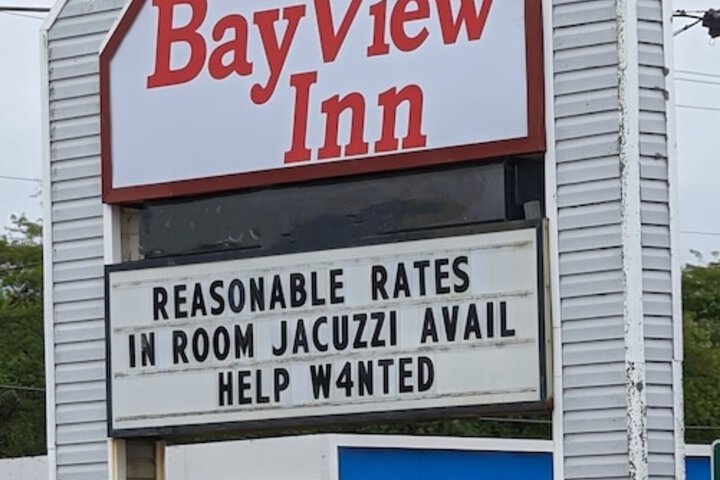 BayView
Inn
REASONABLE RATES
IN ROOM JACUZZI AVAIL
HELP W4NTED